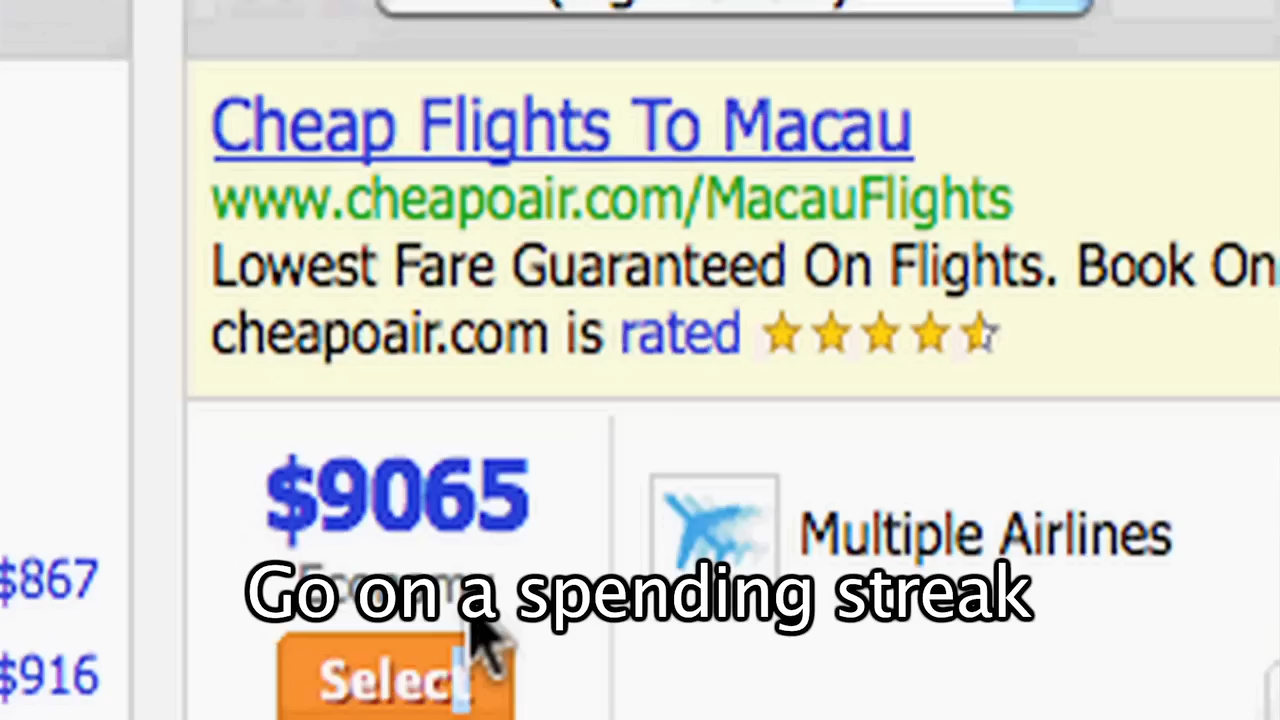 Cheap Flights To Macau
www.cheapoair.com/MacauFlights
Lowest Fare Guaranteed On Flights. Book On
cheapoair.com is rated
$9065
Multiple Airlines
$867
Economy
Go on a spending streak
$916
Select